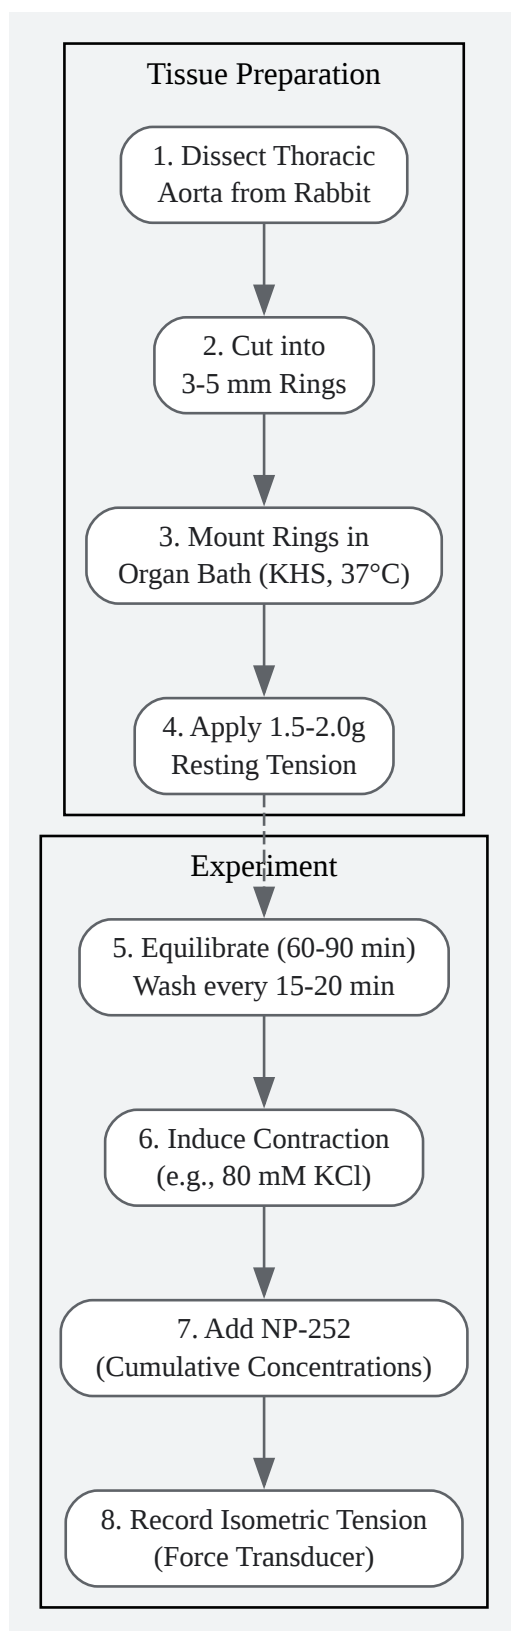 Tissue Preparation
1. Dissect Thoracic
Aorta from Rabbit
2. Cut into
3-5 mm Rings
3. Mount Rings in
Organ Bath (KHS, 37°C)
4. Apply 1.5-2.0g
Resting Tension
Experiment
5. Equilibrate (60-90 min)
Wash every 15-20 min
6. Induce Contraction
(e.g., 80 mM KCl)
7. Add NP-252
(Cumulative Concentrations)
8. Record Isometric Tension
(Force Transducer)